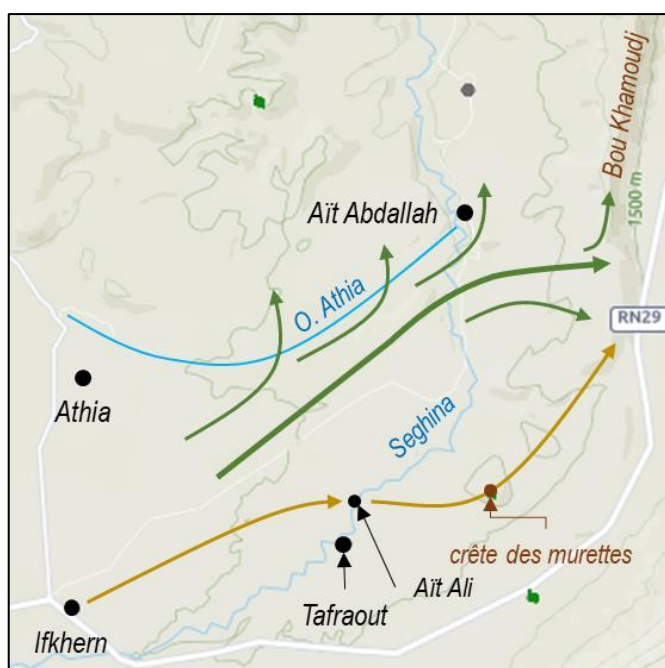 Bou Khamoudj
1500 m
Aït Abdallah
O. Athia
RN29
Athia
Seghina
crête des murettes
Aït Ali
Tafraout
Ifkhern